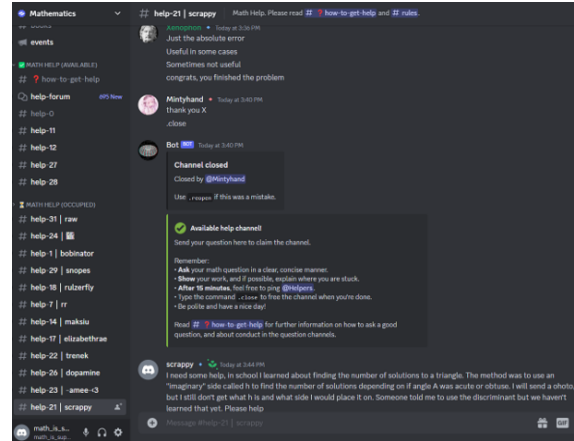 Mathematics
events
MATH HELP (AVAILABLE)
# ❓how-to-get-help
help-forum
695 New
# help-0
# help-11
# help-12
# help-27
# help-28
MATH HELP (OCCUPIED)
# help-31 | raw
# help-24 |
# help-1 | bobinator
# help-29 | snopes
# help-18 | rulzerfly
# help-7 | rr
# help-14 | maksiu
# help-17 | elizabethrae
# help-22 | trenek
# help-26 | dopamine
# help-23 | -amee-<3
# help-21 | scrappy
math_is_s...
math_is_sup...
# help-21 | scrappy
Math Help. Please read # ❓how-to-get-help and # rules.
Xenophon Today at 3:36 PM
Just the absolute error
Useful in some cases
Sometimes not useful
congrats, you finished the problem
Mintyhand Today at 3:40 PM
thank you X
.close
Bot BOT Today at 3:40 PM
Channel closed
Closed by @Mintyhand
Use .reopen if this was a mistake.
Available help channel!
Send your question here to claim the channel.
Remember:
• Ask your math question in a clear, concise manner.
• Show your work, and if possible, explain where you are stuck.
• After 15 minutes, feel free to ping @Helpers.
• Type the command .close to free the channel when you're done.
• Be polite and have a nice day!
Read # ❓how-to-get-help for further information on how to ask a good
question, and about conduct in the question channels.
scrappy Today at 3:44 PM
I need some help, in school I learned about finding the number of solutions to a triangle. The method was to use an
"imaginary" side called h to find the number of solutions depending on if angle A was acute or obtuse. I will send a photo,
but I still don't get what h is and what side I would place it on. Someone told me to use the discriminant but we haven't
learned that yet. Please help
Message #help-21 | scrappy
GIF